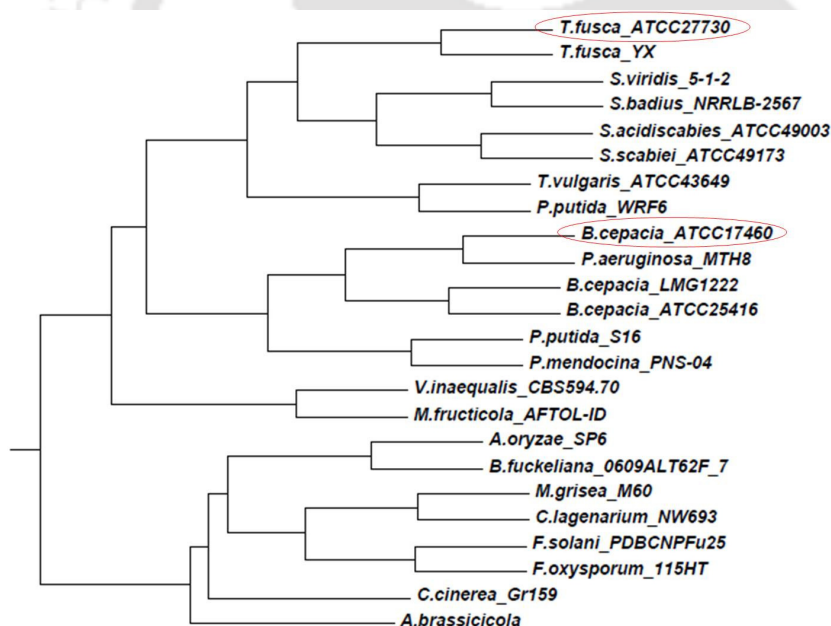 T.fusca_ATCC27730
T.fusca_YX
S.viridis_5-1-2
S.badius_NRRLB-2567
S.acidiscabies_ATCC49003
S.scabiei_ATCC49173
T.vulgaris_ATCC43649
P.putida_WRF6
B.cepacia_ATCC17460
P.aeruginosa_MTH8
B.cepacia_LMG1222
B.cepacia_ATCC25416
P.putida_S16
P.mendocina_PNS-04
V.inaequalis_CBS594.70
M.fructicola_AFTOL-ID
A.oryzae_SP6
B.fuckeliana_0609ALT62F_7
M.grisea_M60
C.lagenarium_NW693
F.solani_PDBCNPFu25
F.oxysporum_115HT
C.cinerea_Gr159
A.brassicicola